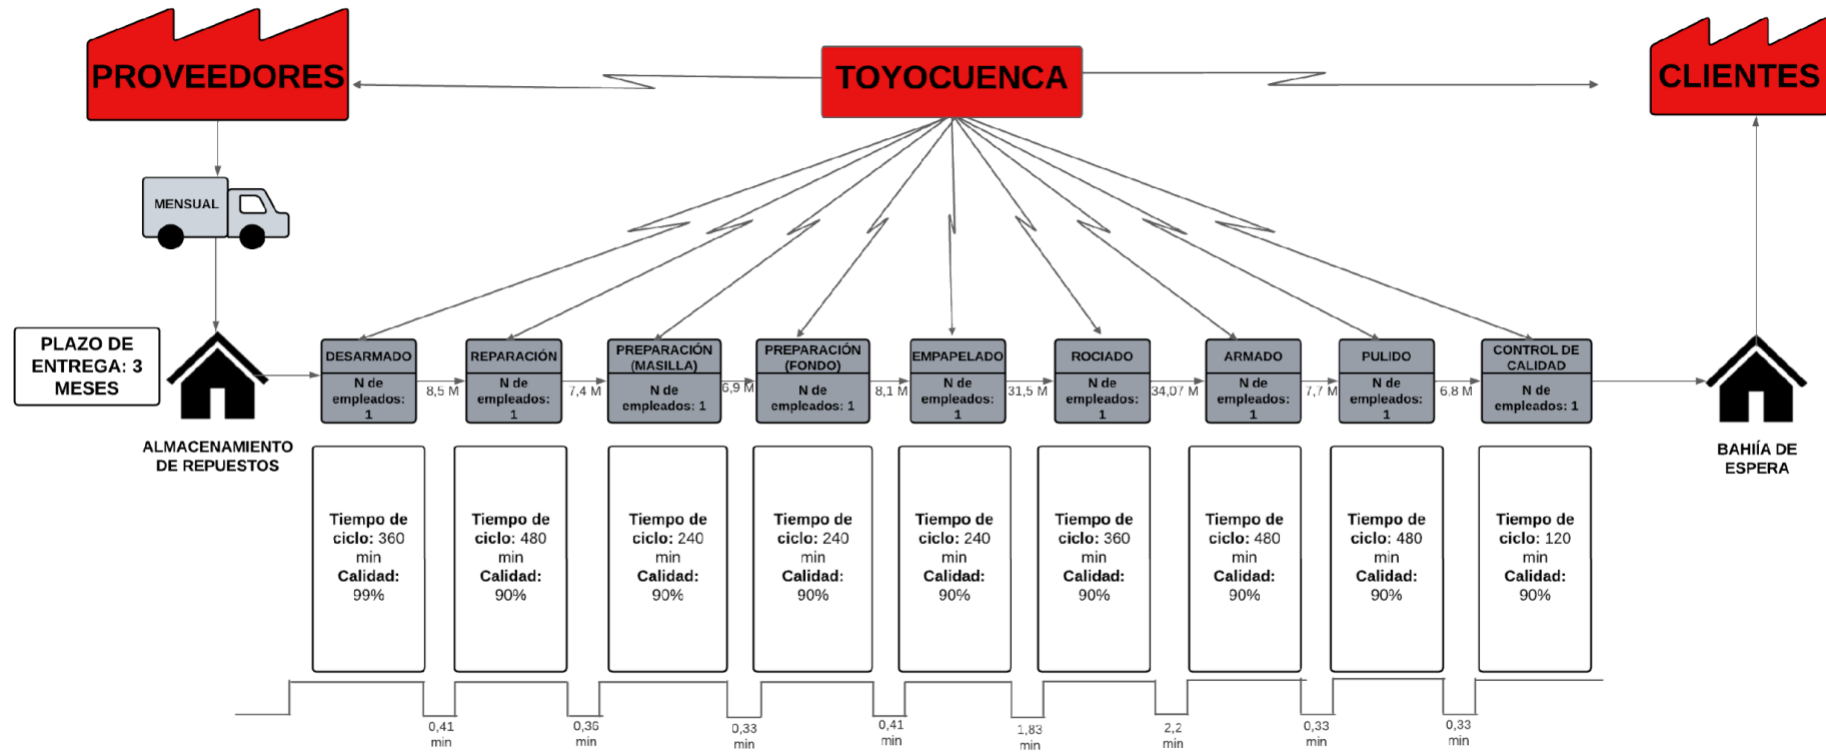 PROVEEDORES
TOYOCUENCA
CLIENTES
MENSUAL
PLAZO DE
ENTREGA: 3
MESES
ALMACENAMIENTO
DE REPUESTOS
DESARMADO
N de
empleados:
1
8,5 M
REPARACIÓN
N de
empleados:
1
7,4 M
PREPARACIÓN
(MASILLA)
N de
empleados: 1
6,9 M
PREPARACIÓN
(FONDO)
N de
empleados: 1
8,1 M
EMPAPELADO
N de
empleados:
1
31,5 M
ROCIADO
N de
empleados:
1
34,07 M
ARMADO
N de
empleados:
1
7,7 M
PULIDO
N de
empleados:
1
6,8 M
CONTROL DE
CALIDAD
N de
empleados: 1
BAHIÍA DE
ESPERA
Tiempo de
ciclo: 360
min
Calidad:
99%
Tiempo de
ciclo: 480
min
Calidad:
90%
Tiempo de
ciclo: 240
min
Calidad:
90%
Tiempo de
ciclo: 240
min
Calidad:
90%
Tiempo de
ciclo: 240
min
Calidad:
90%
Tiempo de
ciclo: 360
min
Calidad:
90%
Tiempo de
ciclo: 480
min
Calidad:
90%
Tiempo de
ciclo: 480
min
Calidad:
90%
Tiempo de
ciclo: 120
min
Calidad:
90%
0,41
min
0,36
min
0,33
min
0,41
min
1,83
min
2,2
min
0,33
min
0,33
min